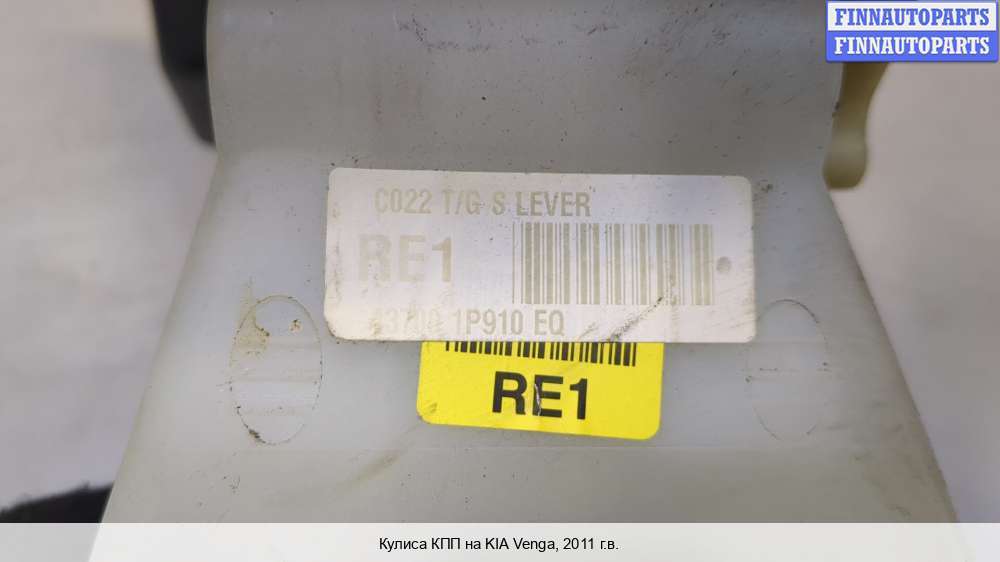 FINNAUTOPARTS
FINNAUTOPARTS
C022 T/G S LEVER
RE1
1P910 EQ
RE1
Кулиса КПП на KIA Venga, 2011 г.в.